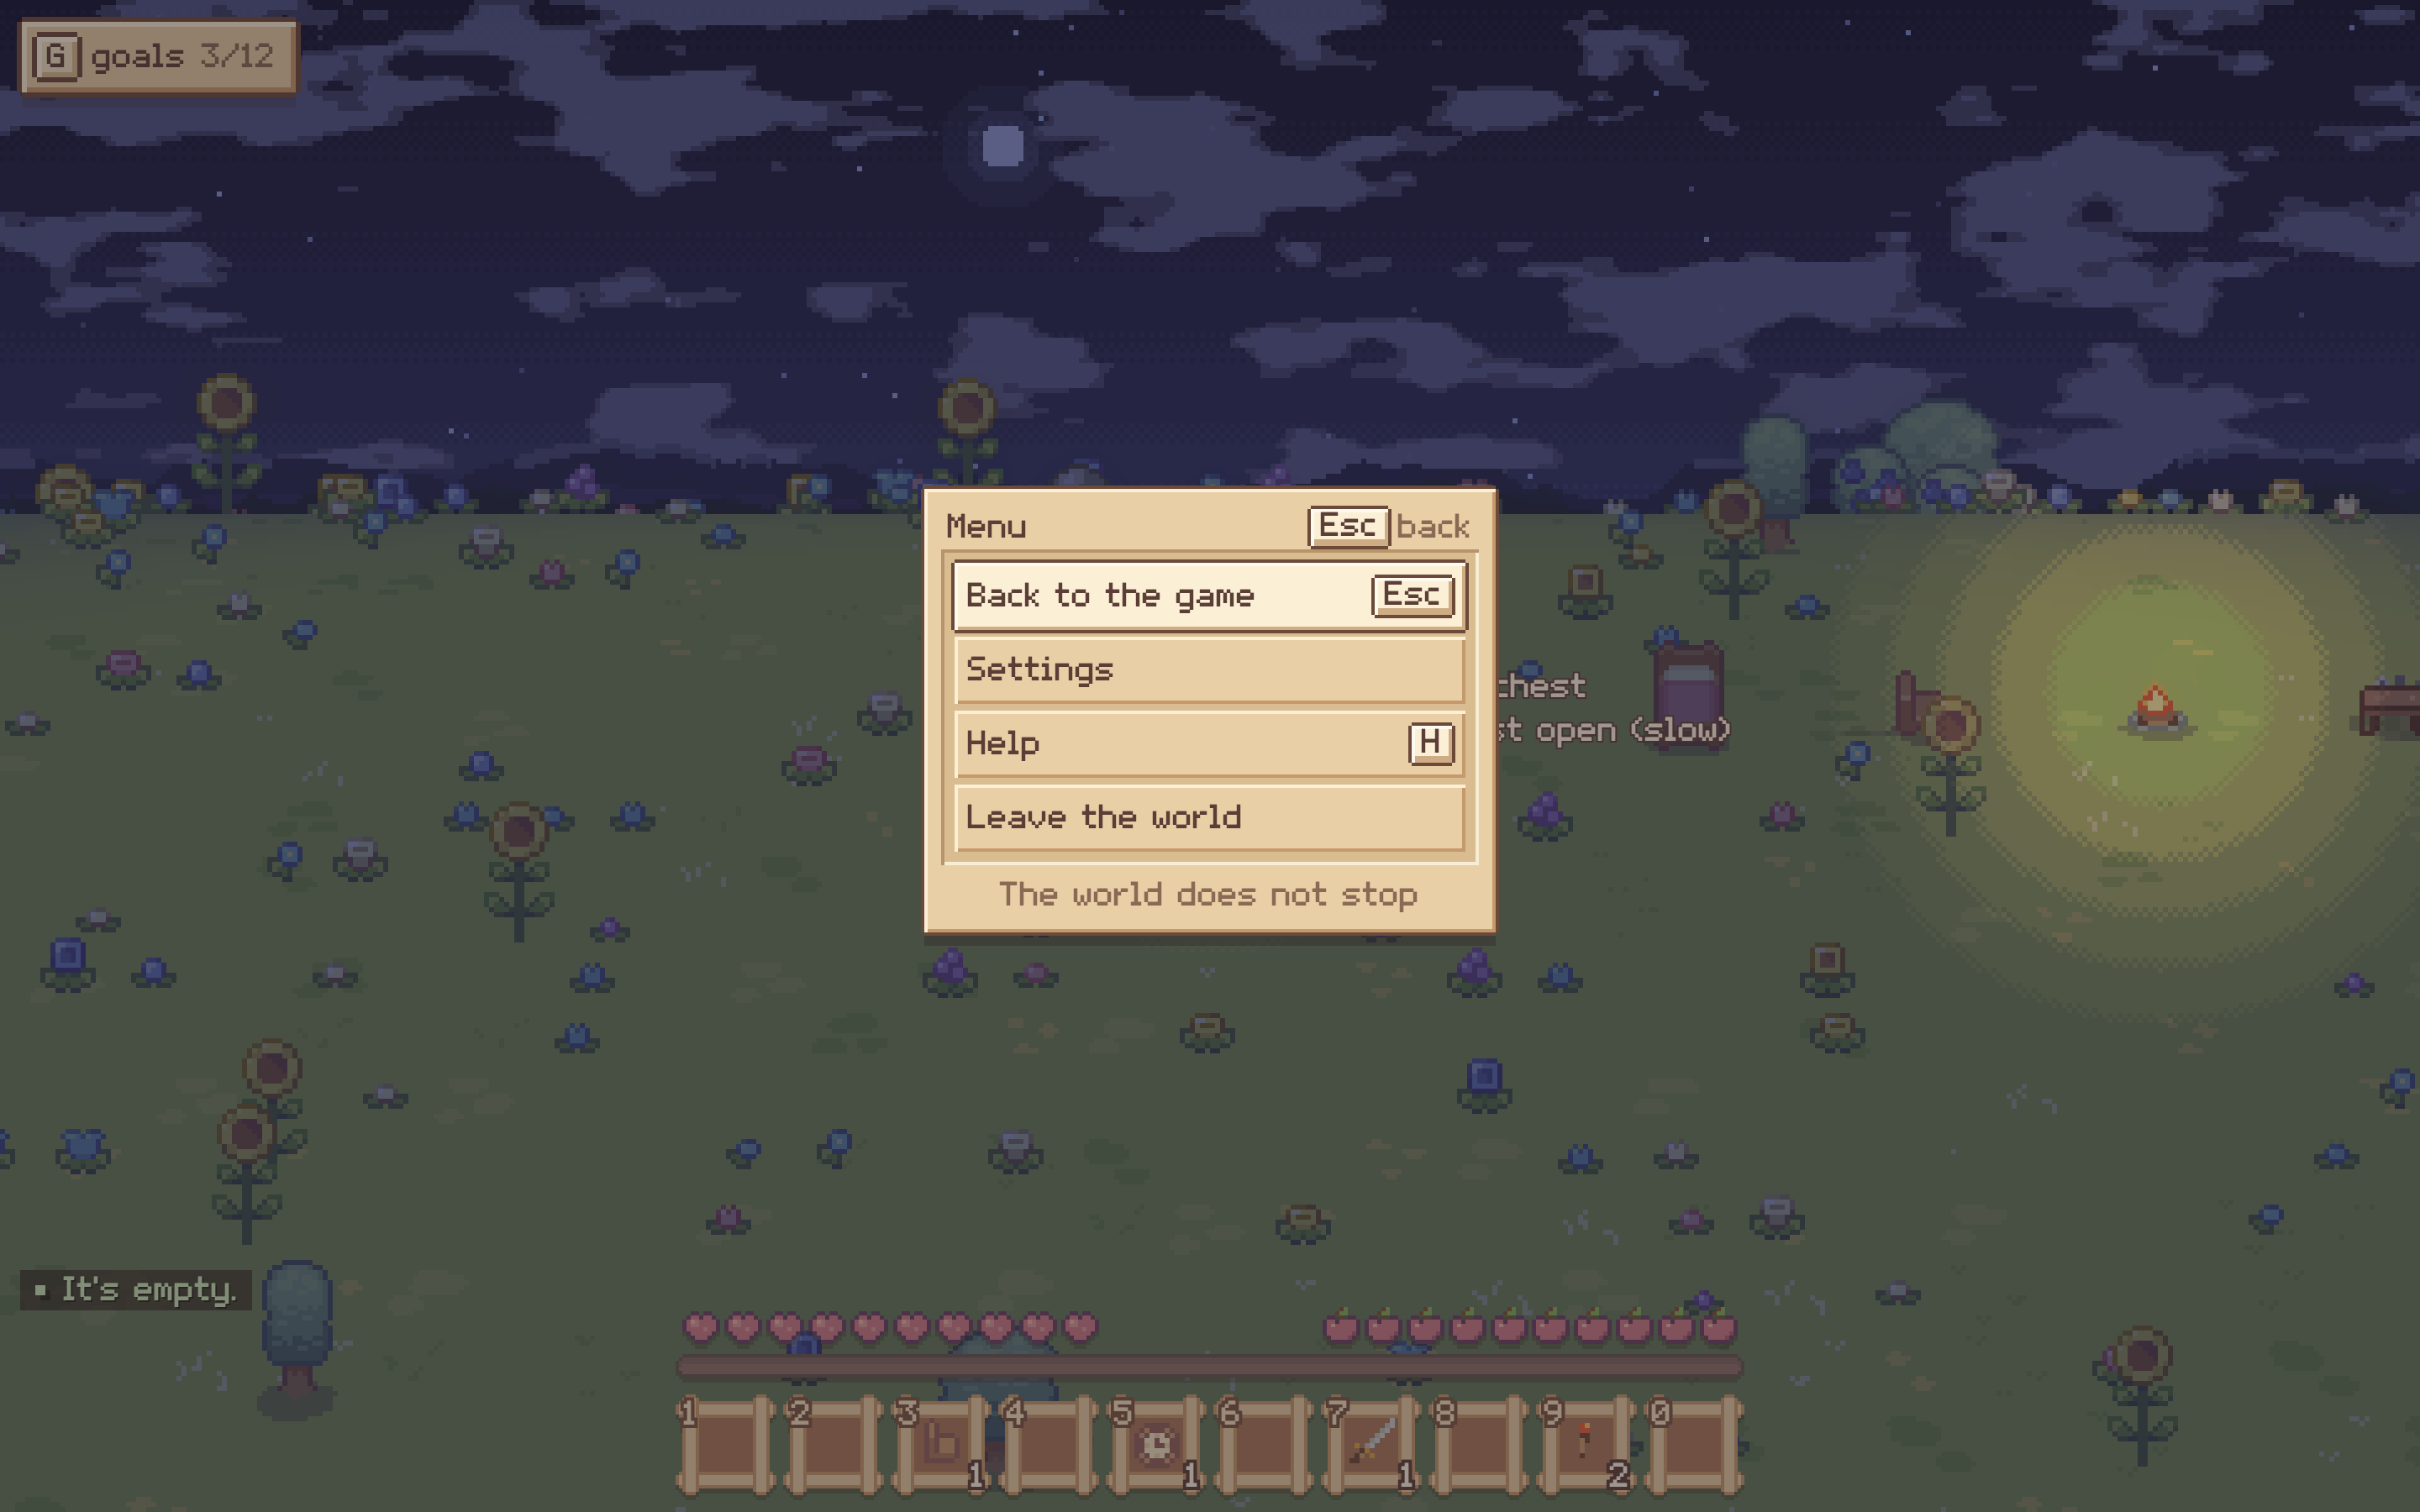 G goals 3/12
Menu Esc back
Back to the game Esc
Settings
chest
Help H
st open (slow)
Leave the world
The world does not stop
It's empty.
1 2 3 4 5 6 7 8 9 0
1 1 1 2